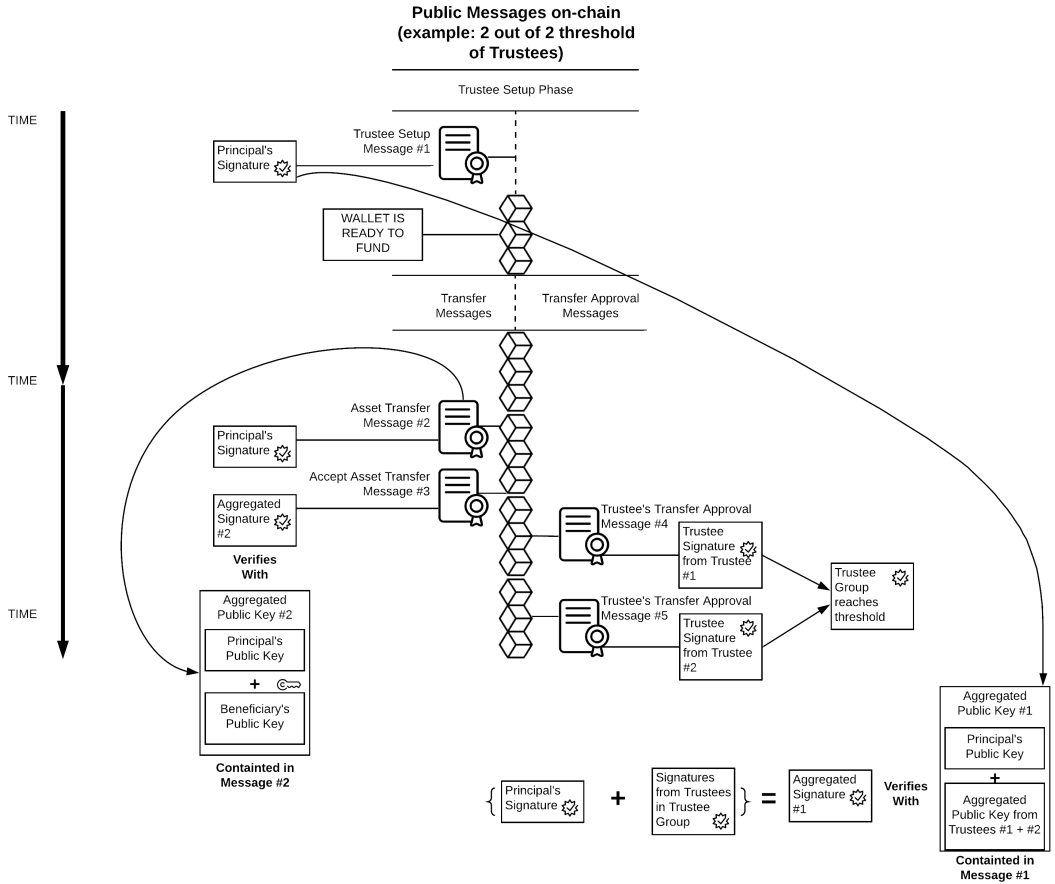 Public Messages on-chain
(example: 2 out of 2 threshold
of Trustees)
Trustee Setup Phase
TIME
Trustee Setup
Message #1
Principal's
Signature
WALLET IS
READY TO
FUND
Transfer
Messages
Transfer Approval
Messages
TIME
Asset Transfer
Message #2
Principal's
Signature
Accept Asset Transfer
Message #3
Aggregated
Signature
#2
Verifies
With
Trustee's Transfer Approval
Message #4
Trustee
Signature
from Trustee
#1
Trustee
Group
reaches
threshold
TIME
Aggregated
Public Key #2
Principal's
Public Key
+
Beneficiary's
Public Key
Containted in
Message #2
Trustee's Transfer Approval
Message #5
Trustee
Signature
from Trustee
#2
Aggregated
Public Key #1
Principal's
Public Key
+
Aggregated
Public Key from
Trustees #1 + #2
Containted in
Message #1
{
Principal's
Signature
+
Signatures
from Trustees
in Trustee
Group
}
=
Aggregated
Signature
#1
Verifies
With